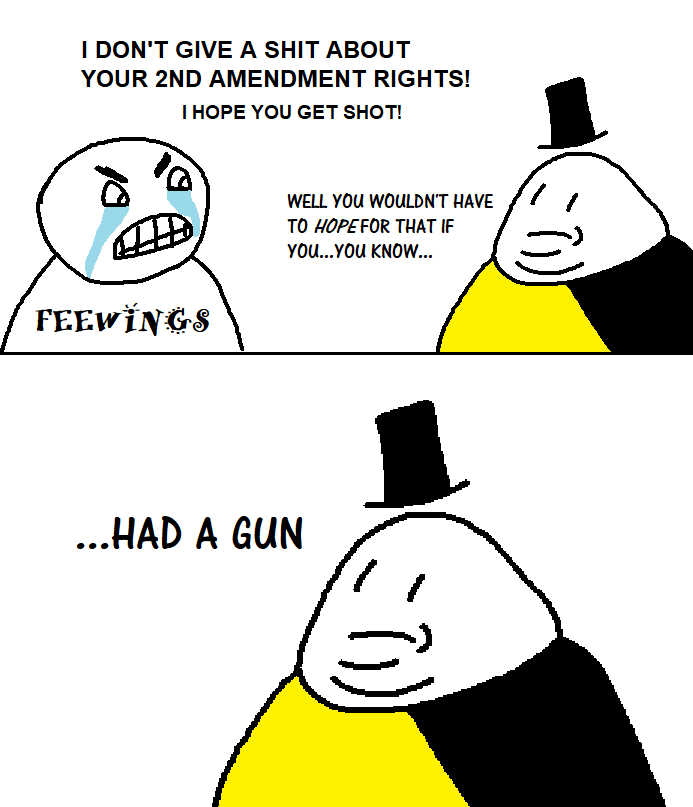 I DON'T GIVE A SHIT ABOUT
YOUR 2ND AMENDMENT RIGHTS!
I HOPE YOU GET SHOT!
WELL YOU WOULDN'T HAVE
TO HOPE FOR THAT IF
YOU...YOU KNOW...
FEEWiNGS
...HAD A GUN